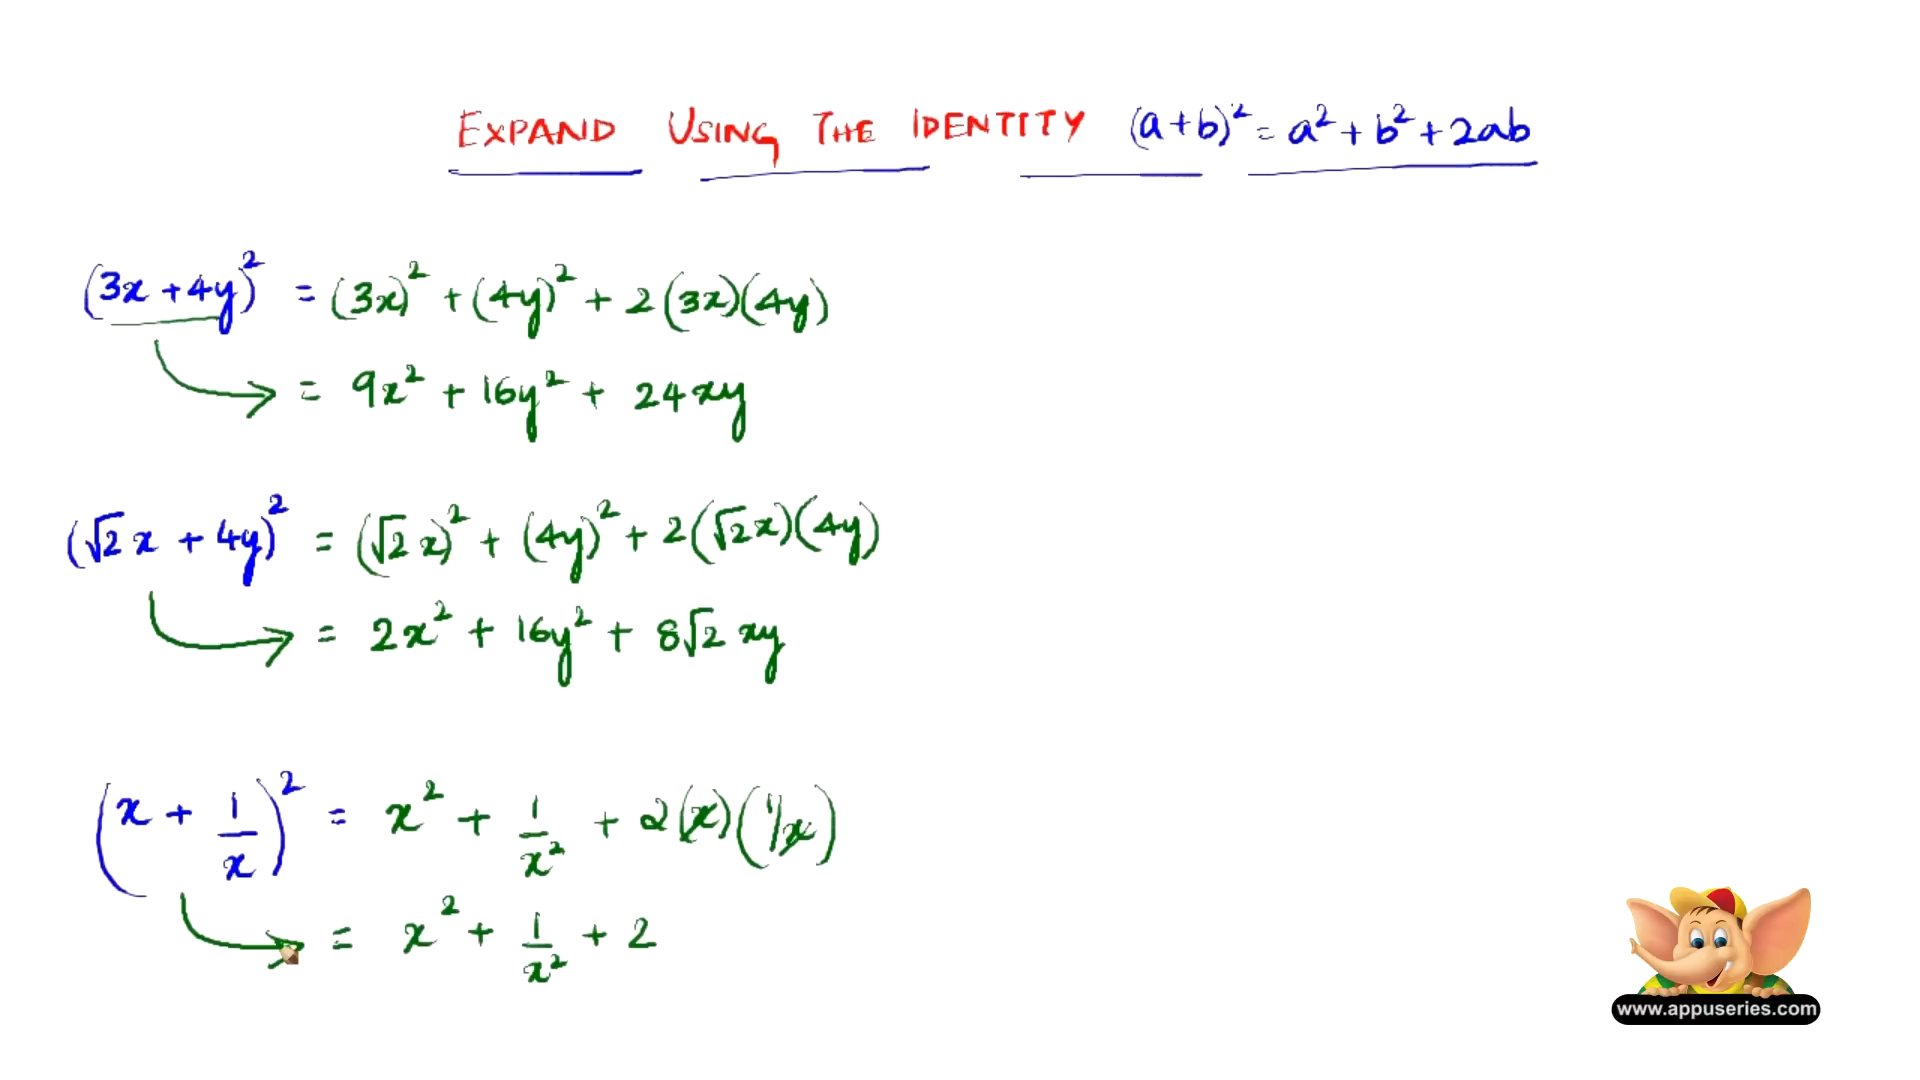 EXPAND USING THE IDENTITY (a+b)² = a² + b² + 2ab
(3x + 4y)² = (3x)² + (4y)² + 2(3x)(4y)
= 9x² + 16y² + 24xy
(√2x + 4y)² = (√2x)² + (4y)² + 2(√2x)(4y)
= 2x² + 16y² + 8√2 xy
(x + 1/x)² = x² + 1/x² + 2(x)(1/x)
= x² + 1/x² + 2
www.appuseries.com